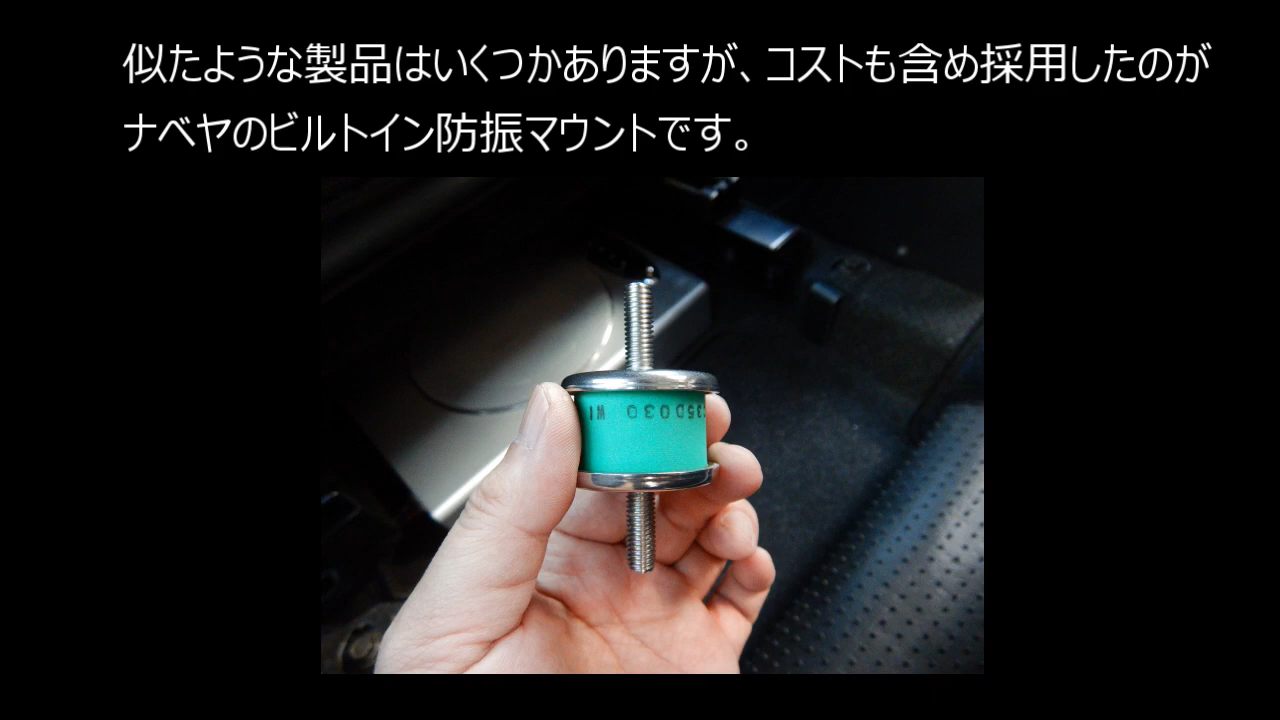 似たような製品はいくつかありますが、コストも含め採用したのが
ナベヤのビルトイン防振マウントです。
35D030 W1